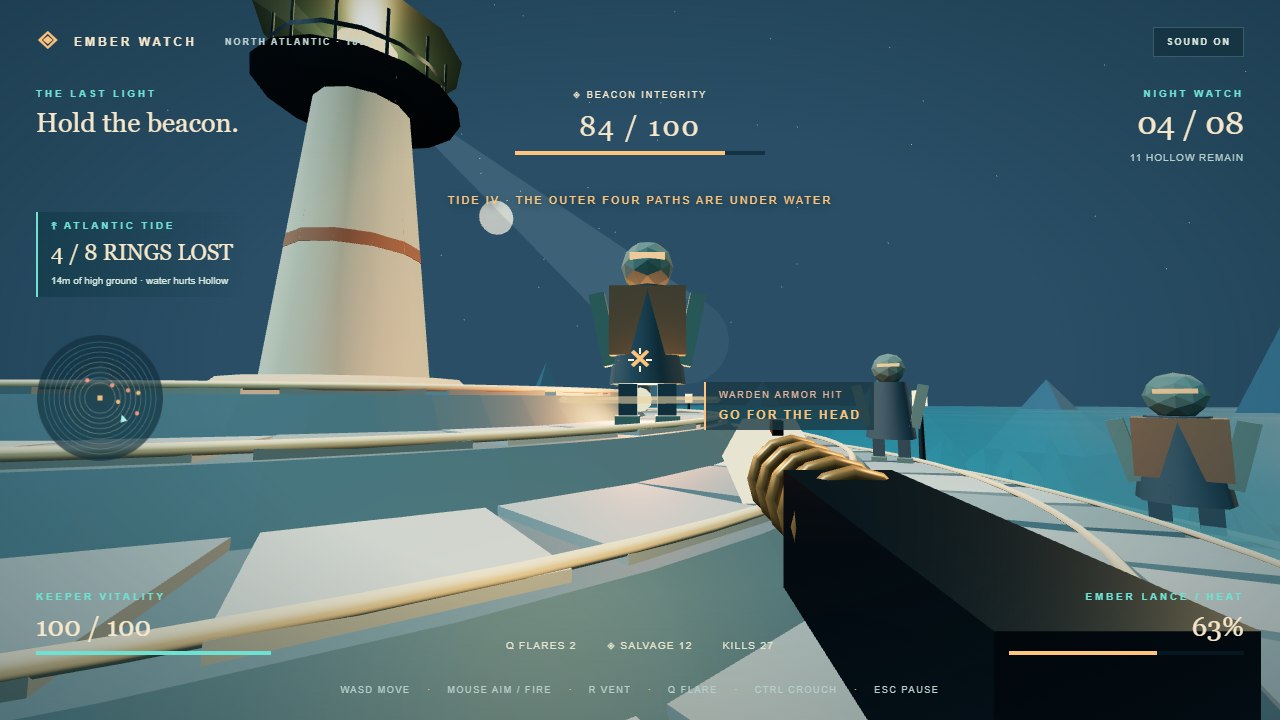 EMBER WATCH
NORTH ATLANTIC
SOUND ON
THE LAST LIGHT
Hold the beacon.
◈ BEACON INTEGRITY
84 / 100
NIGHT WATCH
04 / 08
11 HOLLOW REMAIN
TIDE IV · THE OUTER FOUR PATHS ARE UNDER WATER
ATLANTIC TIDE
4 / 8 RINGS LOST
14m of high ground · water hurts Hollow
WARDEN ARMOR HIT
GO FOR THE HEAD
KEEPER VITALITY
100 / 100
EMBER LANCE / HEAT
63%
Q FLARES 2 ◈ SALVAGE 12 KILLS 27
WASD MOVE · MOUSE AIM / FIRE · R VENT · Q FLARE · CTRL CROUCH · ESC PAUSE